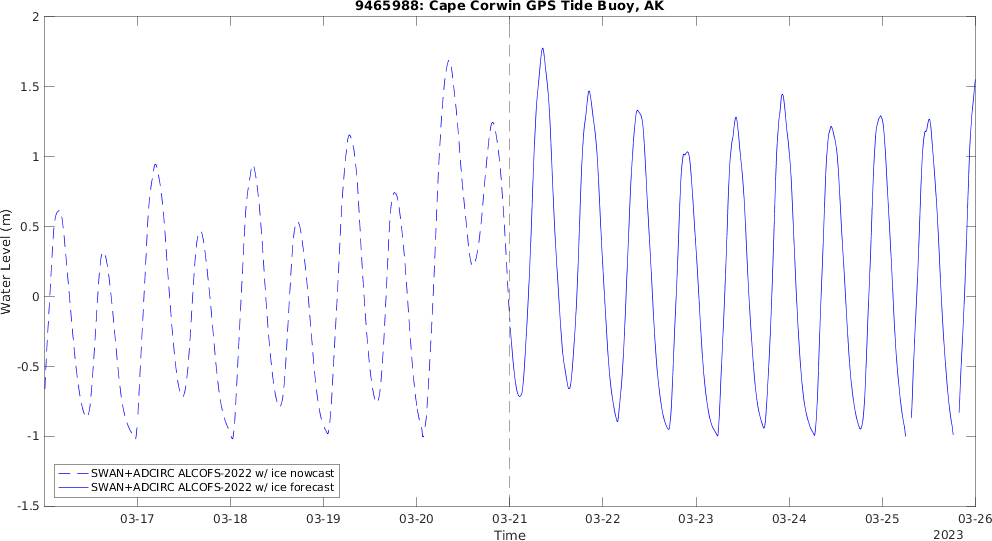 9465988: Cape Corwin GPS Tide Buoy, AK
2
1.5
1
0.5
0
-0.5
-1
-1.5
Water Level (m)
SWAN+ADCIRC ALCOFS-2022 w/ ice nowcast
SWAN+ADCIRC ALCOFS-2022 w/ ice forecast
03-17 03-18 03-19 03-20 03-21 03-22 03-23 03-24 03-25 03-26
Time
2023